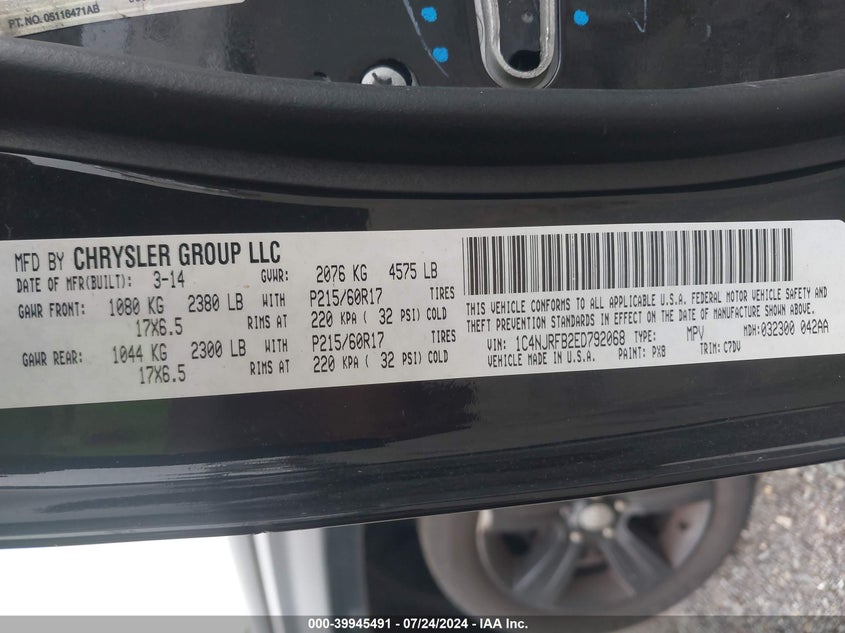 PT. NO. 05116471AB
MFD BY CHRYSLER GROUP LLC
DATE OF MFR(BUILT): 3-14 GVWR: 2076 KG 4575 LB
GAWR FRONT: 1080 KG 2380 LB WITH P215/60R17 TIRES
17X6.5 RIMS AT 220 KPA ( 32 PSI) COLD
GAWR REAR: 1044 KG 2300 LB WITH P215/60R17 TIRES
17X6.5 RIMS AT 220 KPA ( 32 PSI) COLD
THIS VEHICLE CONFORMS TO ALL APPLICABLE U.S.A. FEDERAL MOTOR VEHICLE SAFETY AND
THEFT PREVENTION STANDARDS IN EFFECT ON THE DATE OF MANUFACTURE SHOWN ABOVE.
VIN: 1C4NJRFB2ED792068 TYPE: MPV MDH:032300 042AA
VEHICLE MADE IN U.S.A. PAINT: PX8 TRIM: C7DV
000-39945491 - 07/24/2024 - IAA Inc.